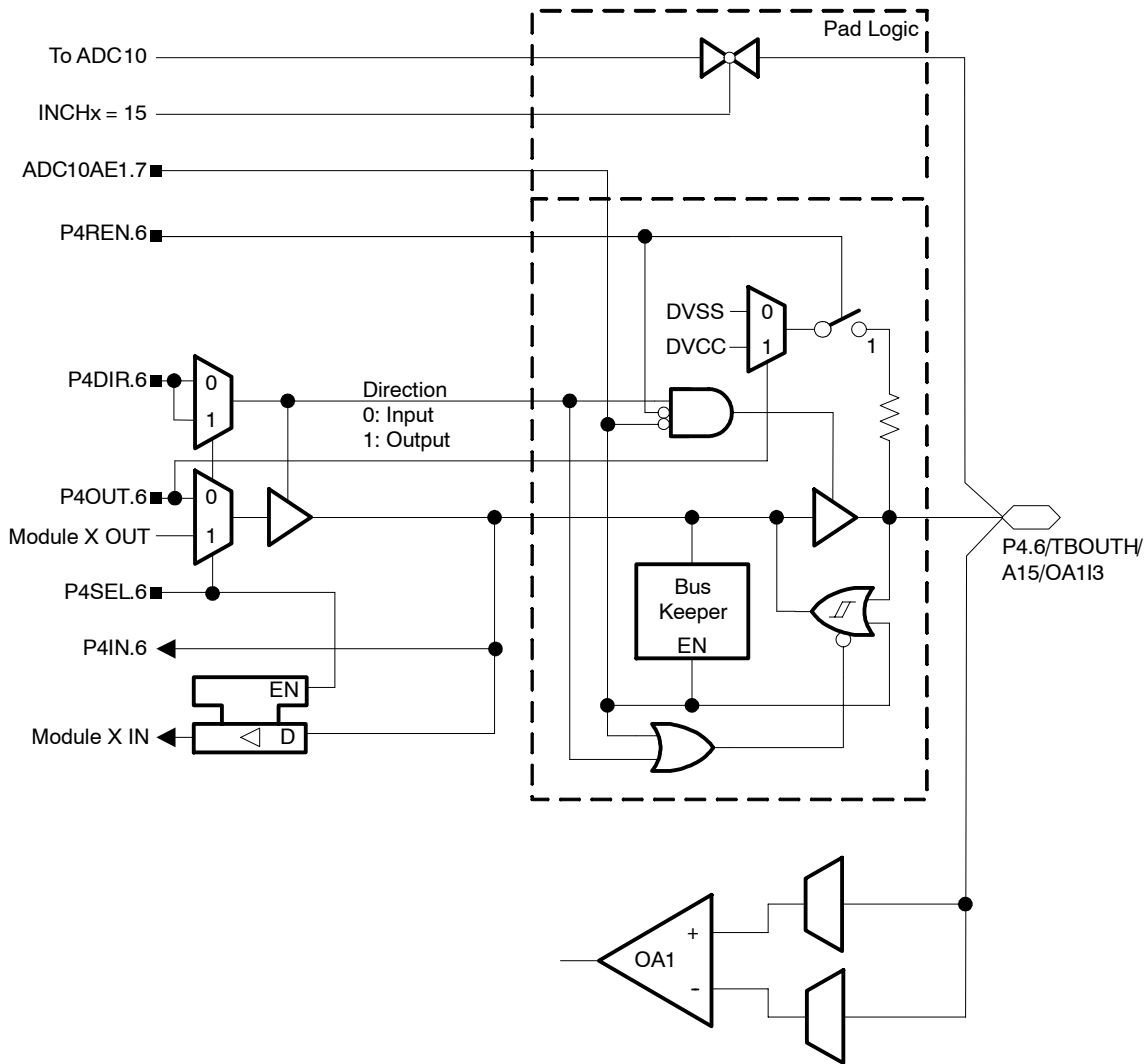 Pad Logic
To ADC10
INCHx = 15
ADC10AE1.7
P4REN.6
DVSS
0
DVCC
1
1
P4DIR.6
0
1
Direction
0: Input
1: Output
P4OUT.6
0
Module X OUT
1
P4SEL.6
P4IN.6
EN
Module X IN
D
Bus
Keeper
EN
P4.6/TBOUTH/
A15/OA1I3
+
OA1
-